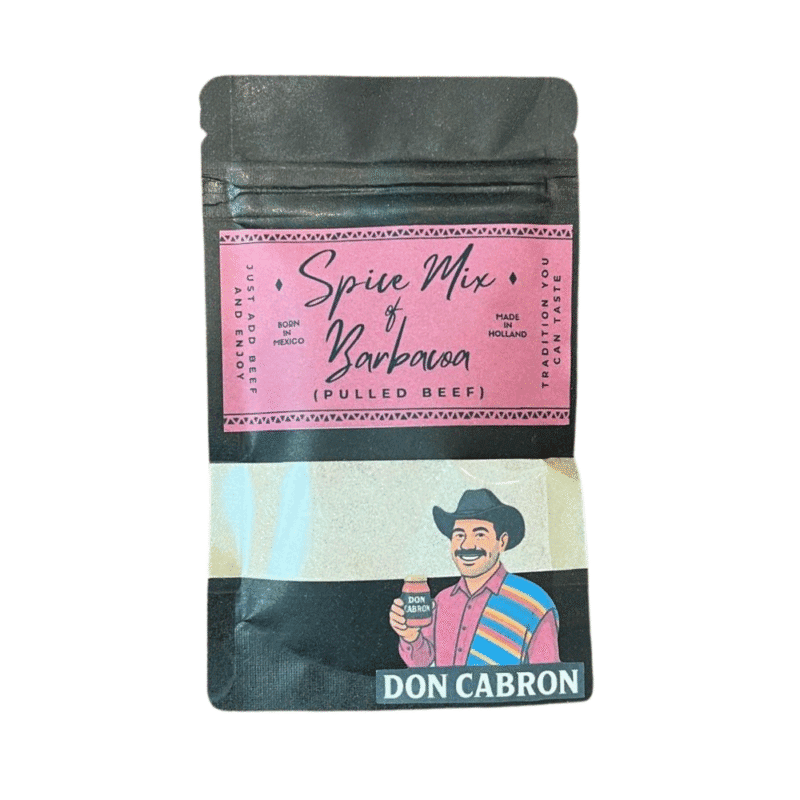 Spice Mix
of
Barbacoa
(PULLED BEEF)
BORN
IN
MEXICO
MADE
IN
HOLLAND
JUST ADD BEEF
AND ENJOY
TRADITION YOU
CAN TASTE
DON
CABRON
DON CABRON